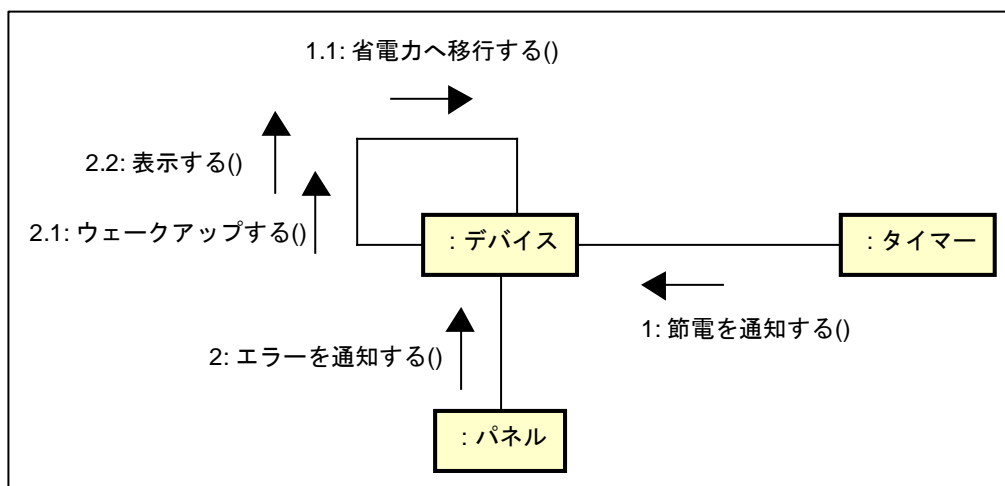 1.1: 省電力へ移行する()
2.2: 表示する()
2.1: ウェークアップする()
: デバイス
: タイマー
1: 節電を通知する()
2: エラーを通知する()
: パネル